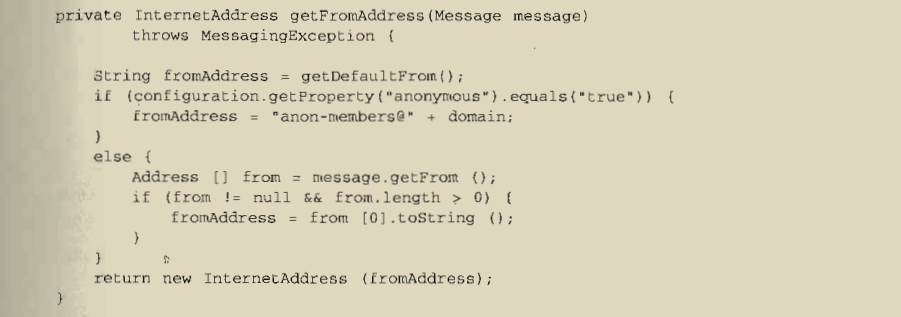 private InternetAddress getFromAddress(Message message)
throws MessagingException {
String fromAddress = getDefaultFrom();
if (configuration.getProperty("anonymous").equals("true")) {
fromAddress = "anon-members@" + domain;
}
else {
Address [] from = message.getFrom ();
if (from != null && from.length > 0) {
fromAddress = from [0].toString ();
}
}
return new InternetAddress (fromAddress);
}